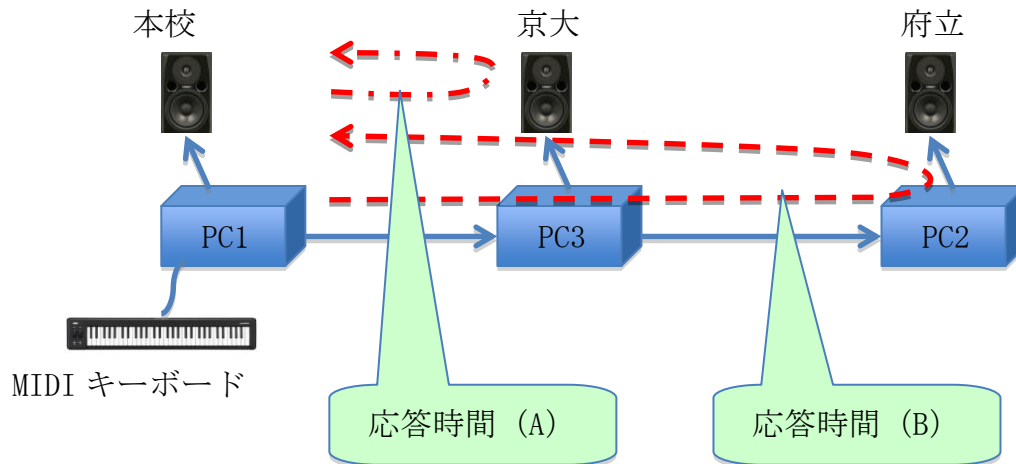 本校
京大
府立
PC1
PC3
PC2
MIDI キーボード
応答時間 (A)
応答時間 (B)